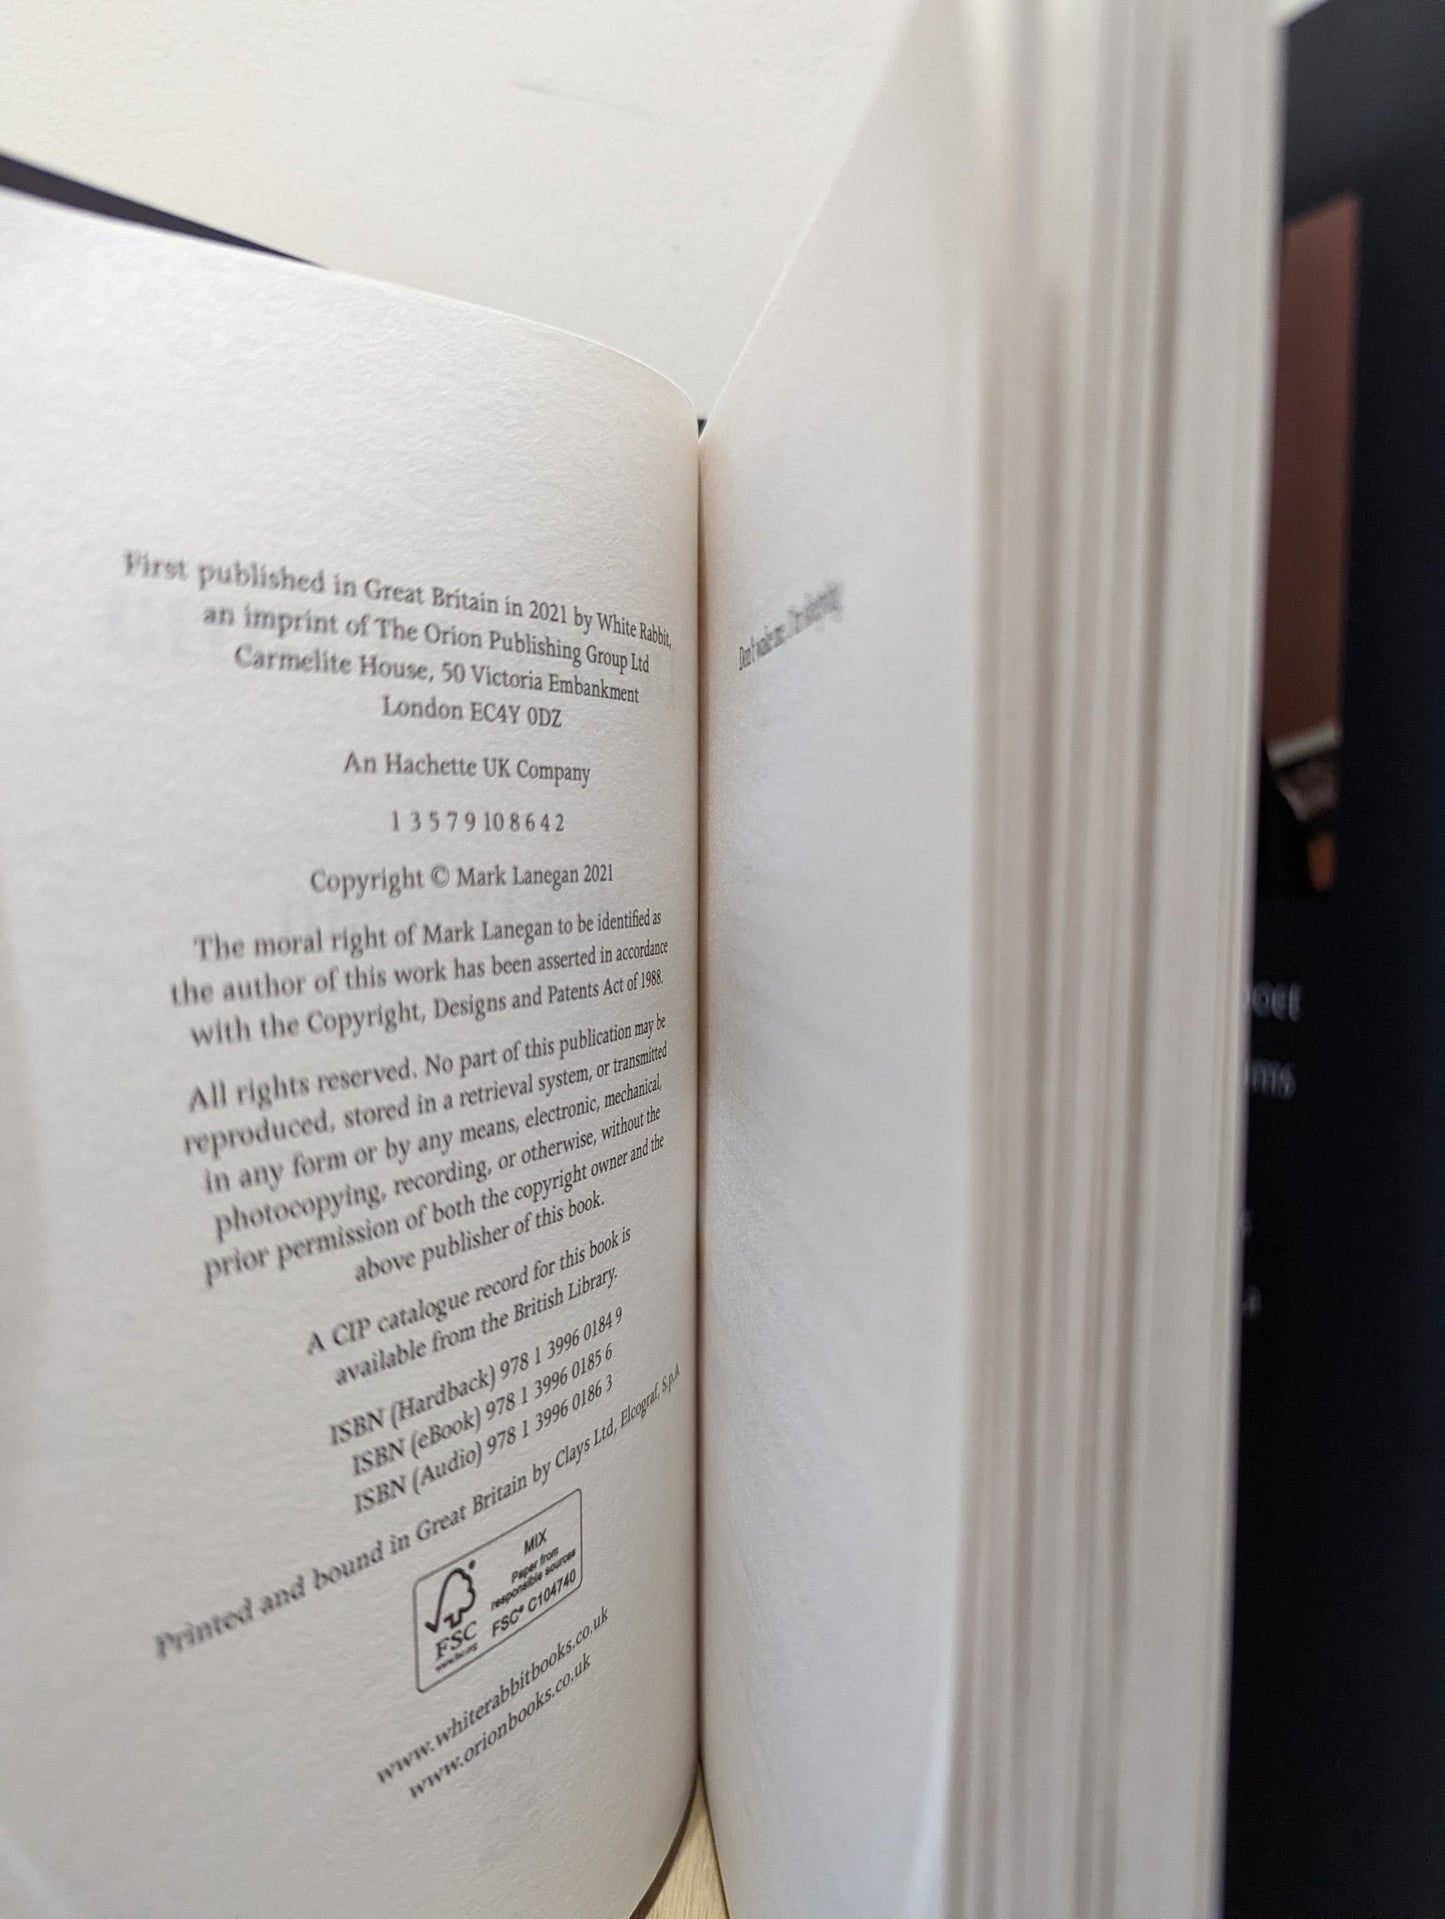 First published in Great Britain in 2021 by White Rabbit,
an imprint of The Orion Publishing Group Ltd
Carmelite House, 50 Victoria Embankment
London EC4Y 0DZ
An Hachette UK Company
1 3 5 7 9 10 8 6 4 2
Copyright © Mark Lanegan 2021
The moral right of Mark Lanegan to be identified as
the author of this work has been asserted in accordance
with the Copyright, Designs and Patents Act of 1988.
All rights reserved. No part of this publication may be
reproduced, stored in a retrieval system, or transmitted
in any form or by any means, electronic, mechanical,
photocopying, recording, or otherwise, without the
prior permission of both the copyright owner and the
above publisher of this book.
A CIP catalogue record for this book is
available from the British Library.
ISBN (Hardback) 978 1 3996 0184 9
ISBN (eBook) 978 1 3996 0185 6
ISBN (Audio) 978 1 3996 0186 3
Printed and bound in Great Britain by Clays Ltd, Elcograf, S.p.A
MIX
Paper from
responsible sources
FSC® C104740
FSC
www.fsc.org
www.whiterabbitbooks.co.uk
www.orionbooks.co.uk
Don't wake me. I'm